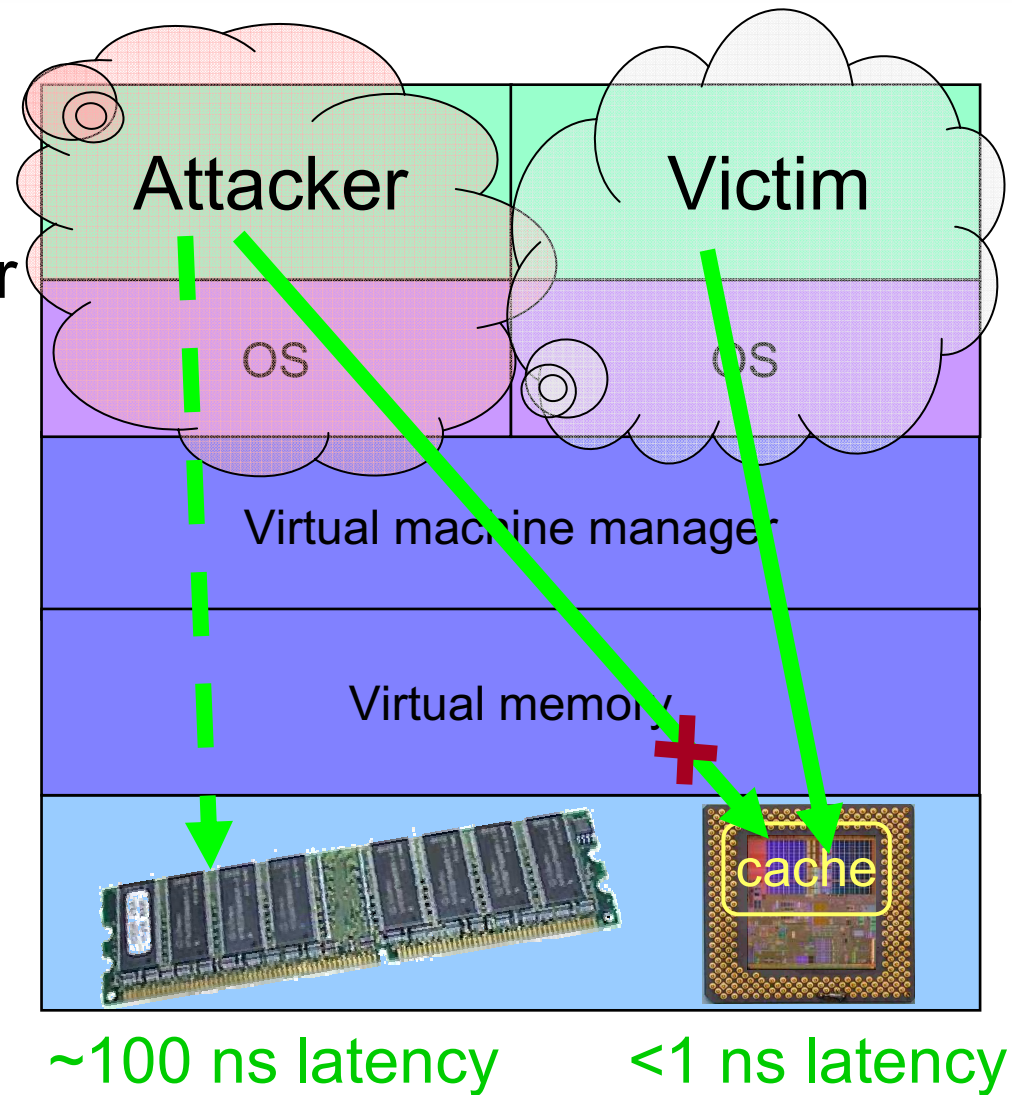 Attacker Victim
r
OS OS
Virtual machine manager
Virtual memory
cache
~100 ns latency <1 ns latency